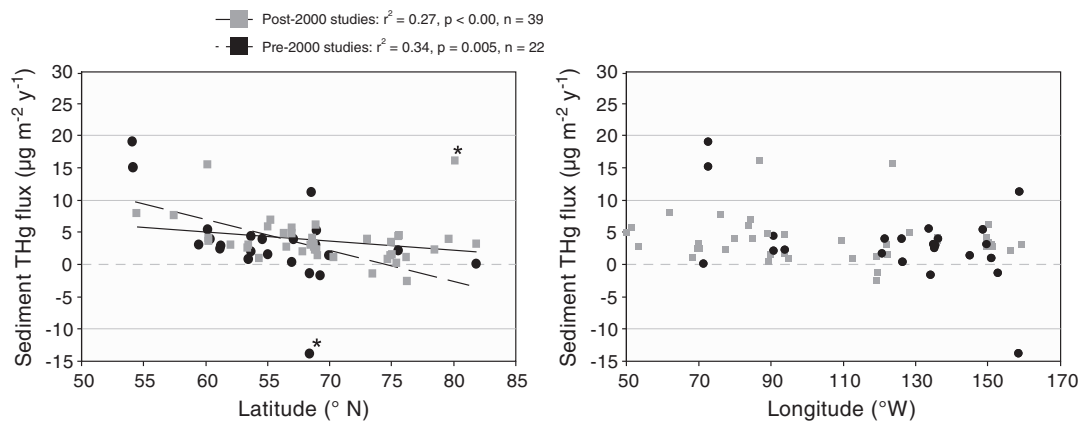 Post-2000 studies: r² = 0.27, p < 0.00, n = 39
Pre-2000 studies: r² = 0.34, p = 0.005, n = 22
Sediment THg flux (µg m⁻² y⁻¹)
30
25
20
15
10
5
0
-5
-10
-15
*
*
50 55 60 55 70 75 80 85
Latitude (° N)
Sediment THg flux (µg m⁻² y⁻¹)
30
25
20
15
10
5
0
-5
-10
-15
50 70 90 110 130 150 170
Longitude (°W)